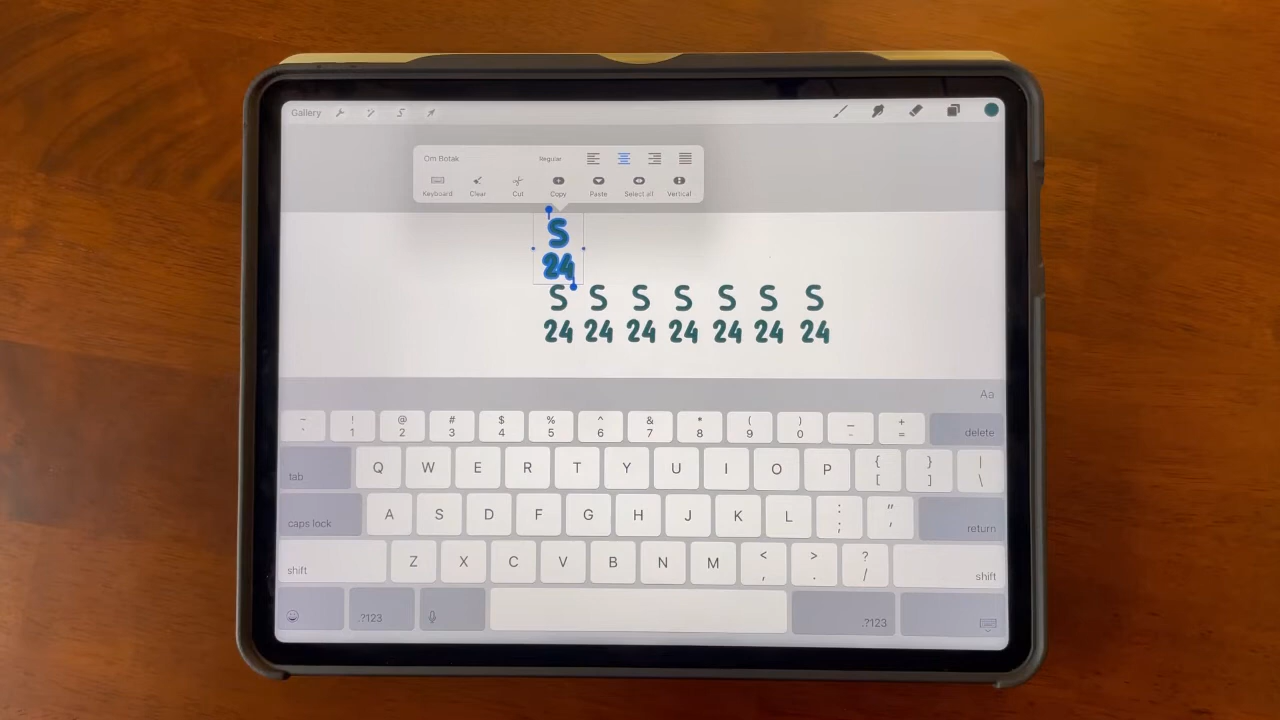 Gallery
Om Botak Regular
Keyboard Clear Cut Copy Paste Select all Vertical
S
24
S S S S S S S
24 24 24 24 24 24 24
Aa
~ ! @ # $ % ^ & * ( ) _ +
` 1 2 3 4 5 6 7 8 9 0 - = delete
tab Q W E R T Y U I O P { [ } ] | \
caps lock A S D F G H J K L : ; " ' return
shift Z X C V B N M < , > . ? / shift
.?123 .?123